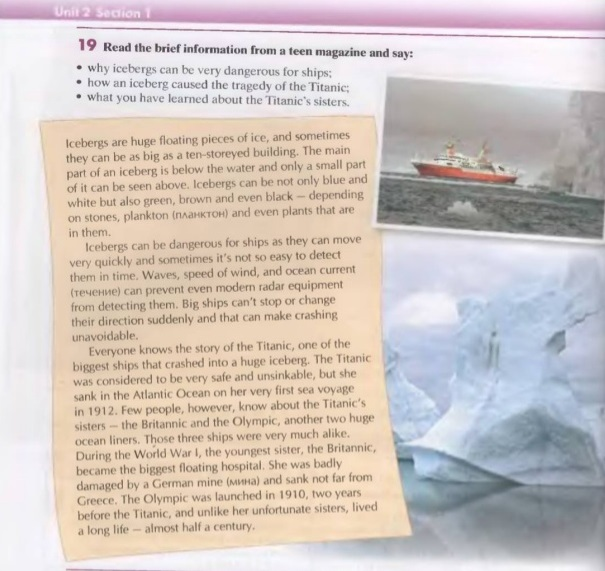 Unit 2 Section 1
19 Read the brief information from a teen magazine and say:
• why icebergs can be very dangerous for ships;
• how an iceberg caused the tragedy of the Titanic;
• what you have learned about the Titanic's sisters.
Icebergs are huge floating pieces of ice, and sometimes
they can be as big as a ten-storeyed building. The main
part of an iceberg is below the water and only a small part
of it can be seen above. Icebergs can be not only blue and
white but also green, brown and even black — depending
on stones, plankton (планктон) and even plants that are
in them.
Icebergs can be dangerous for ships as they can move
very quickly and sometimes it's not so easy to detect
them in time. Waves, speed of wind, and ocean current
(течение) can prevent even modern radar equipment
from detecting them. Big ships can't stop or change
their direction suddenly and that can make crashing
unavoidable.
Everyone knows the story of the Titanic, one of the
biggest ships that crashed into a huge iceberg. The Titanic
was considered to be very safe and unsinkable, but she
sank in the Atlantic Ocean on her very first sea voyage
in 1912. Few people, however, know about the Titanic's
sisters — the Britannic and the Olympic, another two huge
ocean liners. Those three ships were very much alike.
During the World War I, the youngest sister, the Britannic,
became the biggest floating hospital. She was badly
damaged by a German mine (мина) and sank not far from
Greece. The Olympic was launched in 1910, two years
before the Titanic, and unlike her unfortunate sisters, lived
a long life — almost half a century.